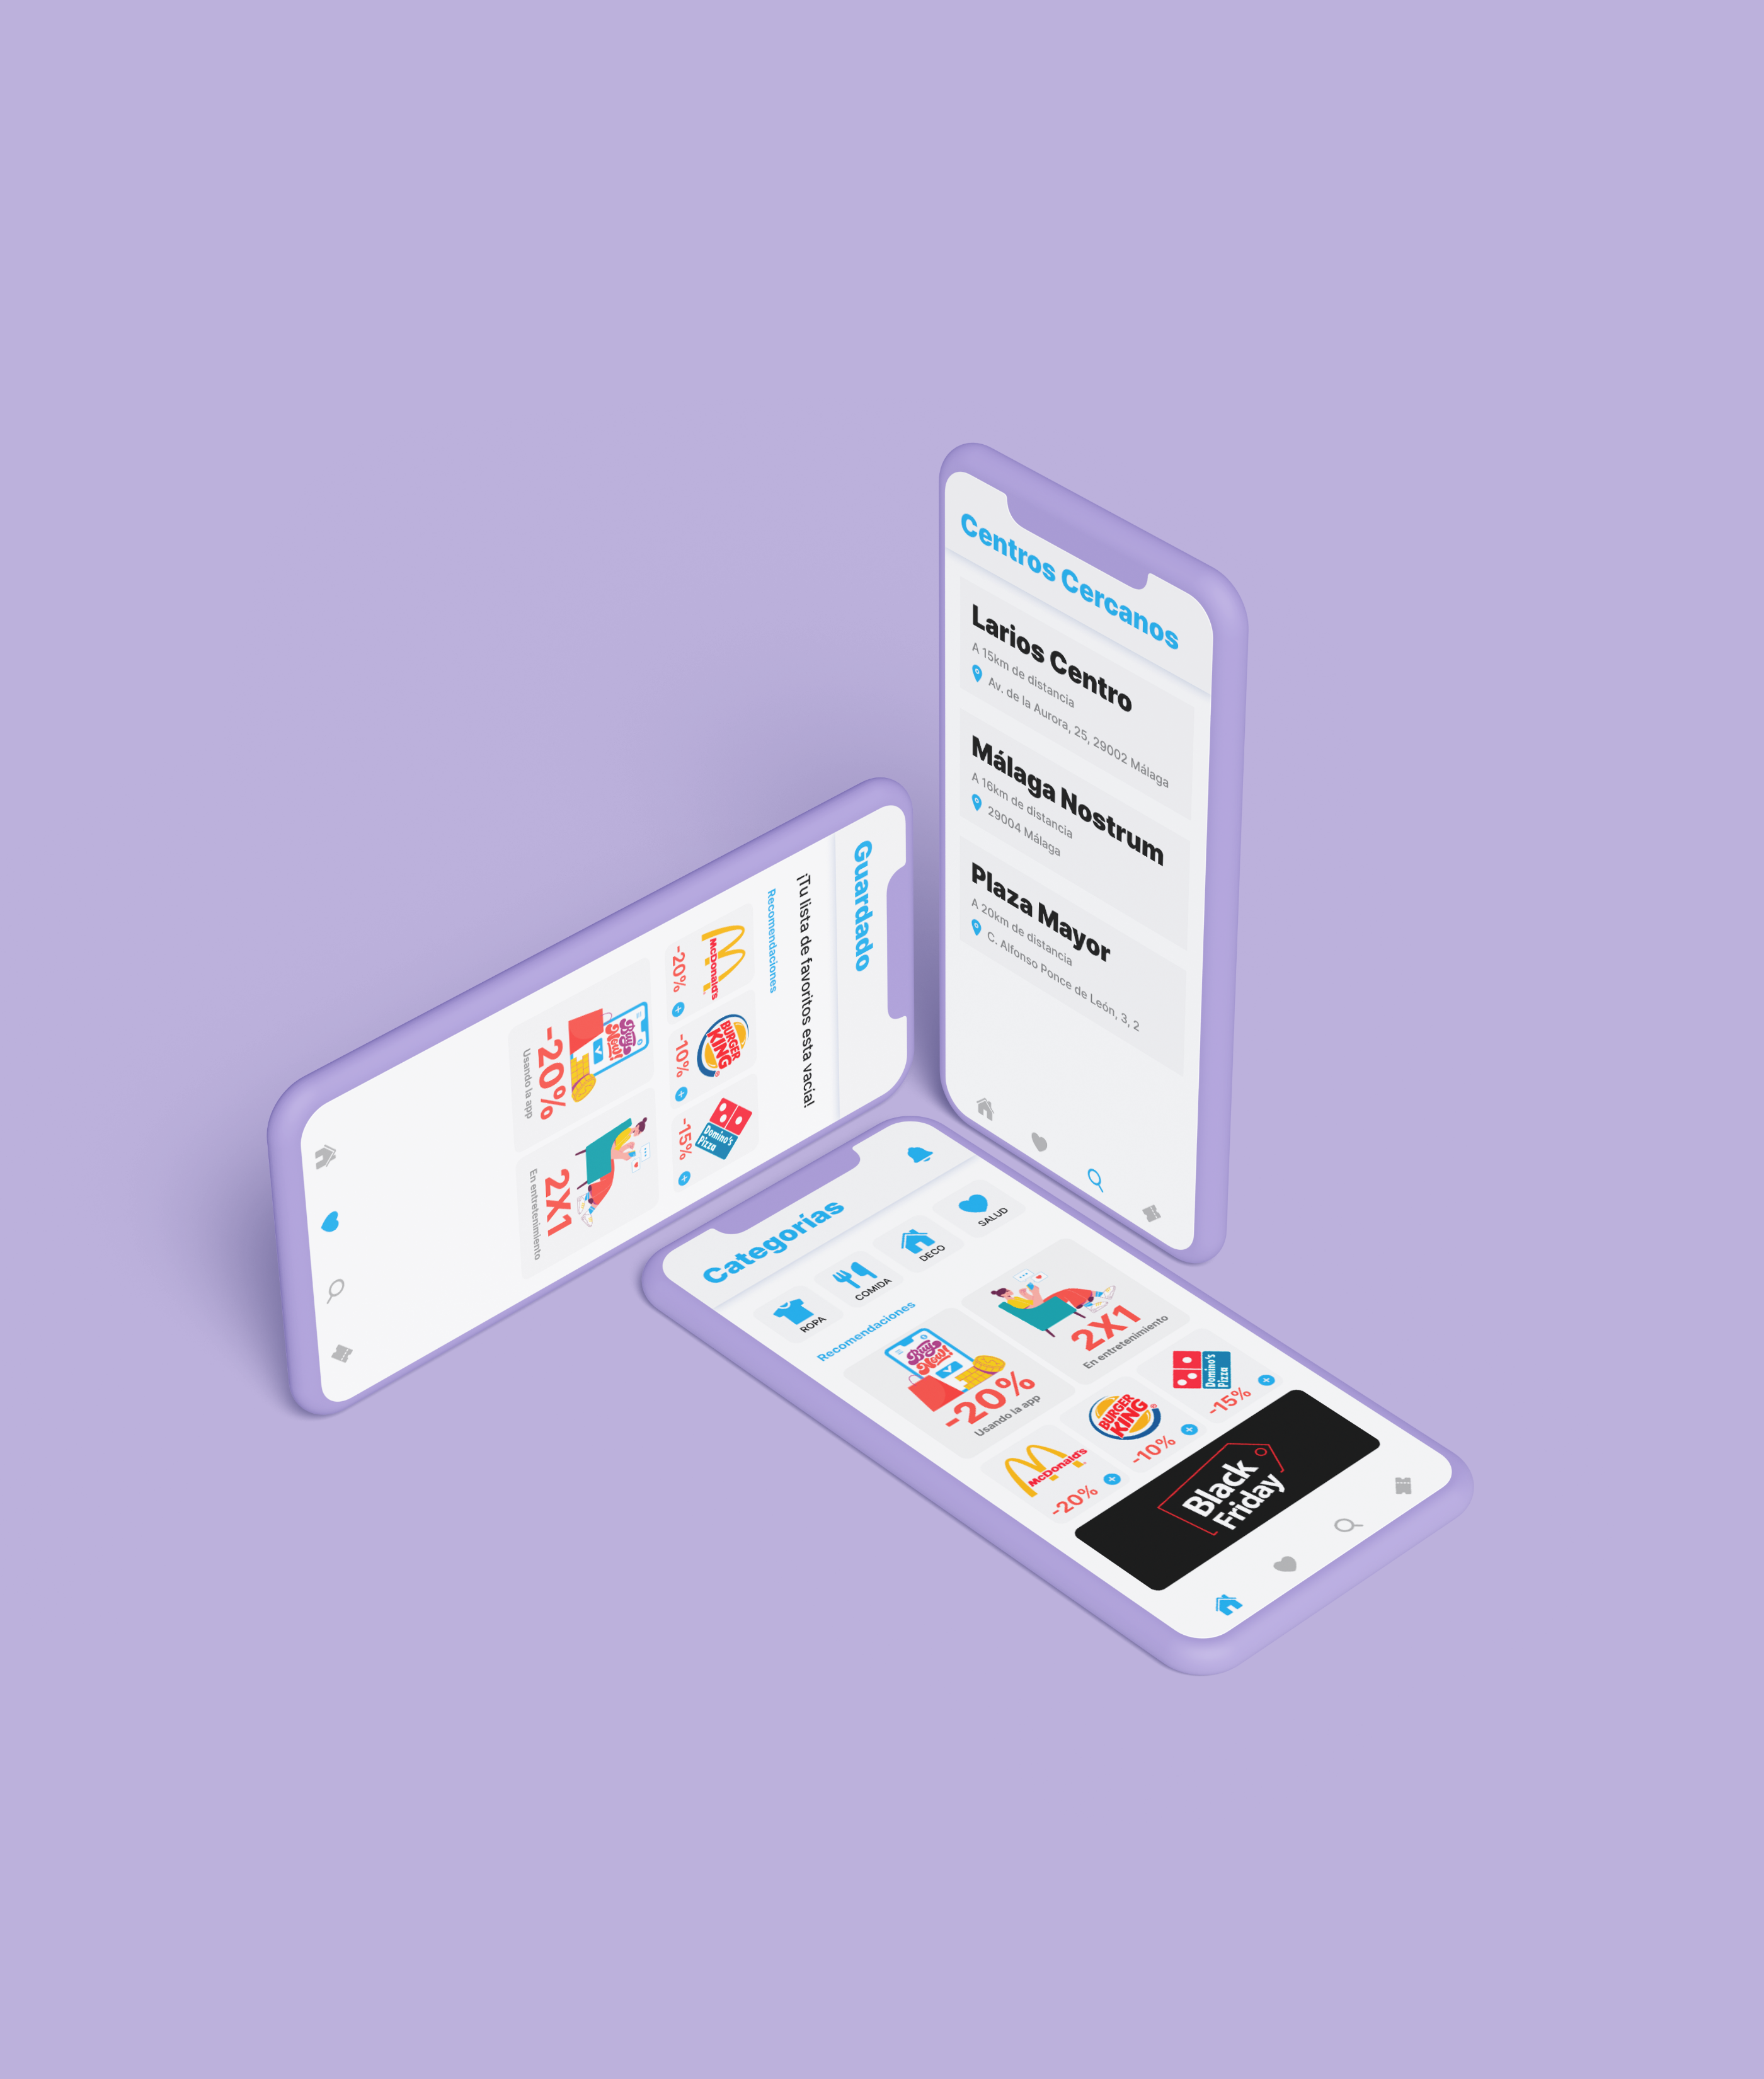 Centros Cercanos
Larios Centro
A 15km de distancia
Av. de la Aurora, 25, 29002 Málaga
Málaga Nostrum
A 16km de distancia
29004 Málaga
Plaza Mayor
A 20km de distancia
C. Alfonso Ponce de León, 3, 2
Guardado
¡Tu lista de favoritos esta vacia!
Recomendaciones
McDonald's
-20%
BURGER
KING
-10%
Domino's
Pizza
-15%
Buy
Now!
-20%
Usando la app
2X1
En entretenimiento
Categorías
ROPA
COMIDA
DECO
SALUD
Recomendaciones
Buy
Now!
-20%
Usando la app
2X1
En entretenimiento
McDonald's
-20%
BURGER
KING
-10%
Domino's
Pizza
-15%
Black
Friday